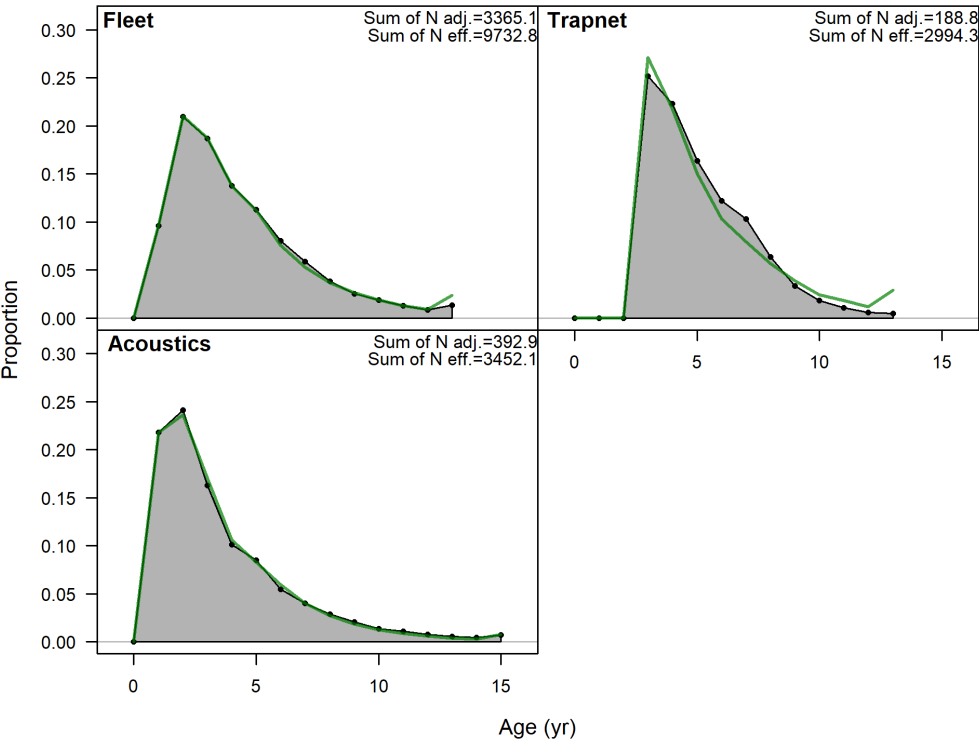 Fleet
Sum of N adj.=3365.1
Sum of N eff.=9732.8
Trapnet
Sum of N adj.=188.8
Sum of N eff.=2994.3
0.30
0.25
0.20
0.15
0.10
0.05
0.00
Acoustics
Sum of N adj.=392.9
Sum of N eff.=3452.1
0 5 10 15
0.30
0.25
0.20
0.15
0.10
0.05
0.00
0 5 10 15
Proportion
Age (yr)